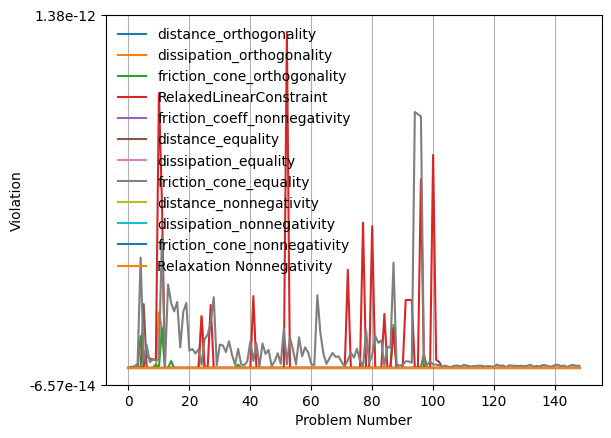 1.38e-12
distance_orthogonality
dissipation_orthogonality
friction_cone_orthogonality
RelaxedLinearConstraint
friction_coeff_nonnegativity
distance_equality
dissipation_equality
friction_cone_equality
distance_nonnegativity
dissipation_nonnegativity
friction_cone_nonnegativity
Relaxation Nonnegativity
Violation
-6.57e-14
0 20 40 60 80 100 120 140
Problem Number